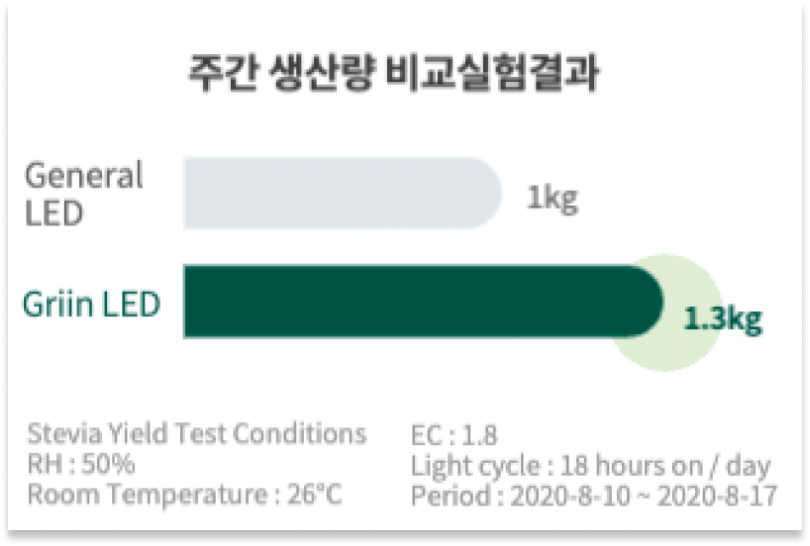 주간 생산량 비교실험결과
General
LED
1kg
Griin LED
1.3kg
Stevia Yield Test Conditions
RH : 50%
Room Temperature : 26°C
EC : 1.8
Light cycle : 18 hours on / day
Period : 2020-8-10 ~ 2020-8-17